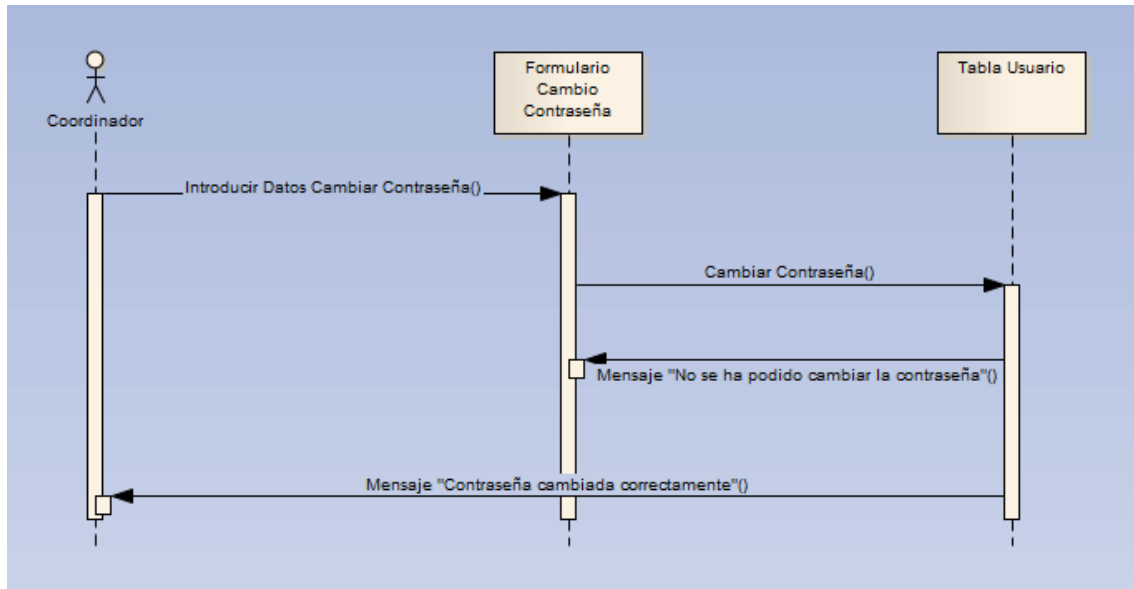 Coordinador
Formulario
Cambio
Contraseña
Tabla Usuario
Introducir Datos Cambiar Contraseña()
Cambiar Contraseña()
Mensaje "No se ha podido cambiar la contraseña"()
Mensaje "Contraseña cambiada correctamente"()